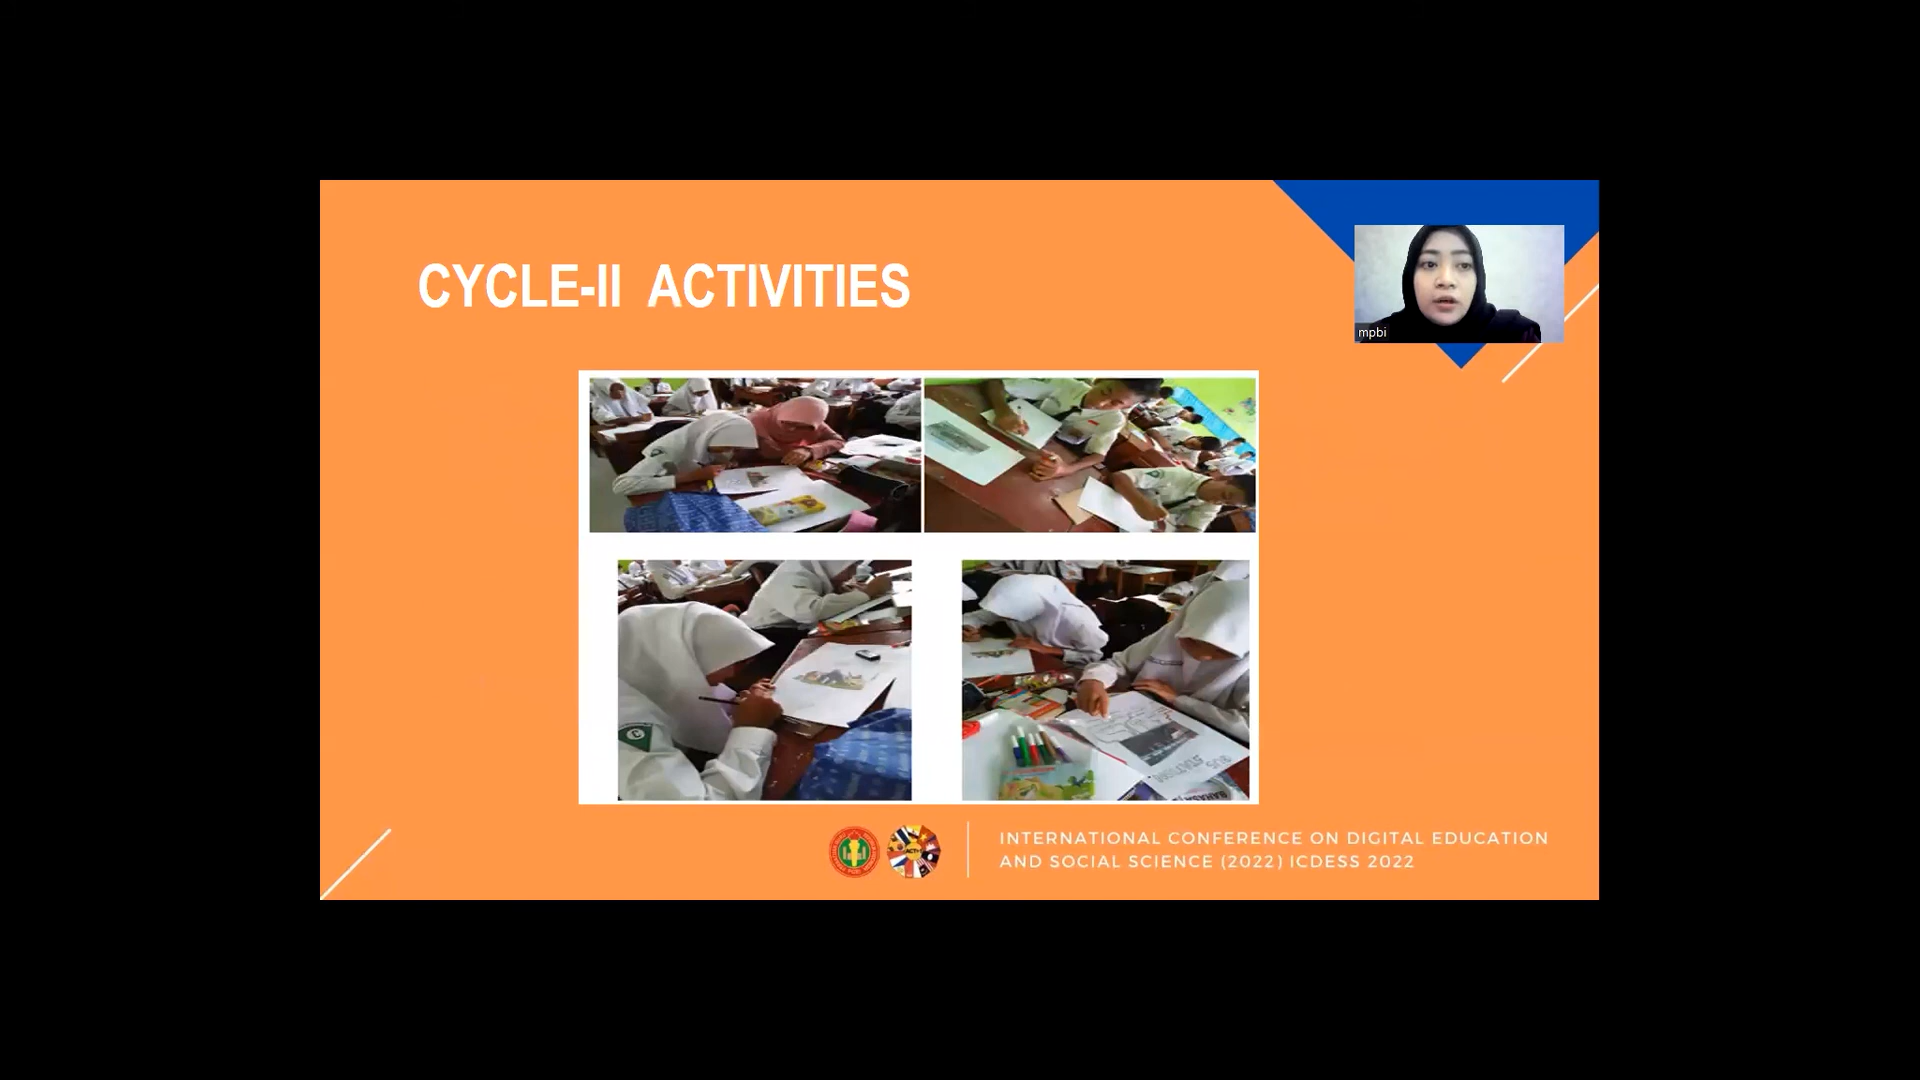 CYCLE-II ACTIVITIES
mpbi
INTERNATIONAL CONFERENCE ON DIGITAL EDUCATION
AND SOCIAL SCIENCE (2022) ICDESS 2022